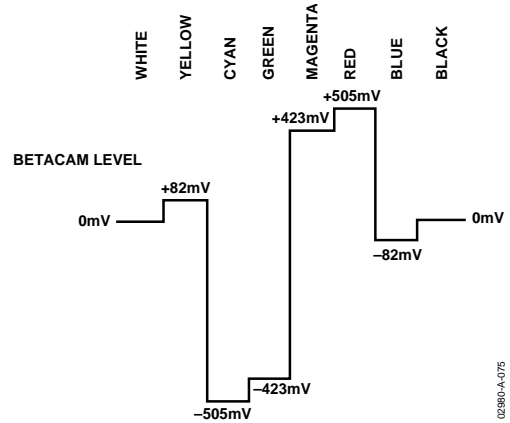 WHITE
YELLOW
CYAN
GREEN
MAGENTA
RED
BLUE
BLACK
+505mV
+423mV
BETACAM LEVEL
+82mV
0mV
0mV
−82mV
−423mV
−505mV
02980-A-075